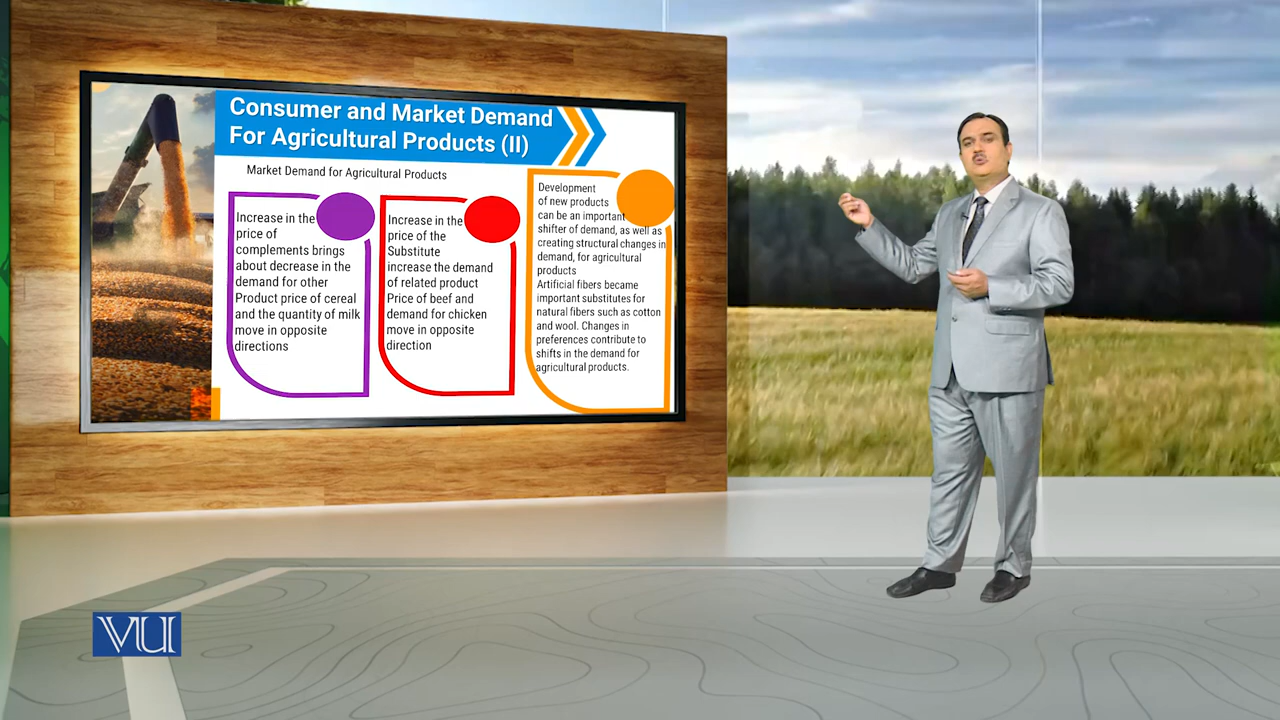 Consumer and Market Demand
For Agricultural Products (II)
Market Demand for Agricultural Products
Increase in the
price of
complements brings
about decrease in the
demand for other
Product price of cereal
and the quantity of milk
move in opposite
directions
Increase in the
price of the
Substitute
increase the demand
of related product
Price of beef and
demand for chicken
move in opposite
direction
Development
of new products
can be an important
shifter of demand, as well as
creating structural changes in
demand, for agricultural
products
Artificial fibers became
important substitutes for
natural fibers such as cotton
and wool. Changes in
preferences contribute to
shifts in the demand for
agricultural products.
VU